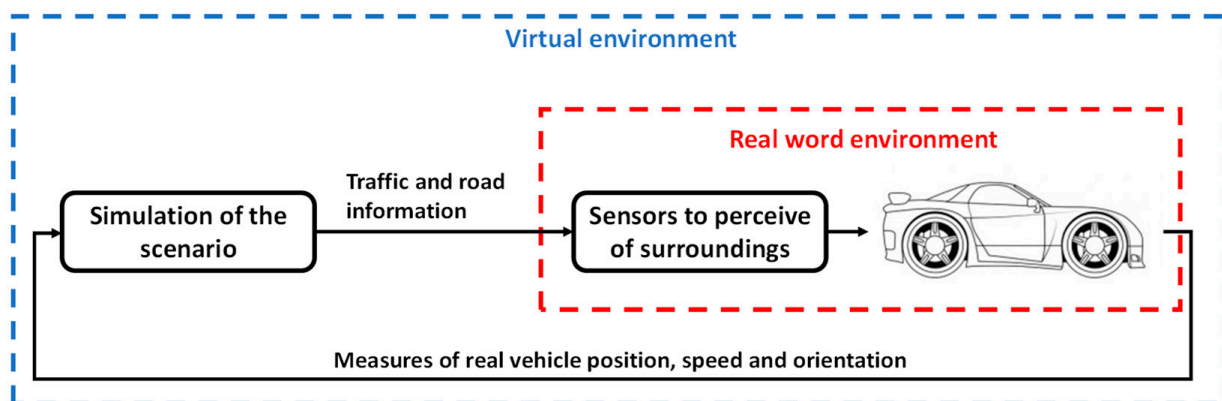 Virtual environment
Real word environment
Traffic and road
information
Simulation of the
scenario
Sensors to perceive
of surroundings
Measures of real vehicle position, speed and orientation